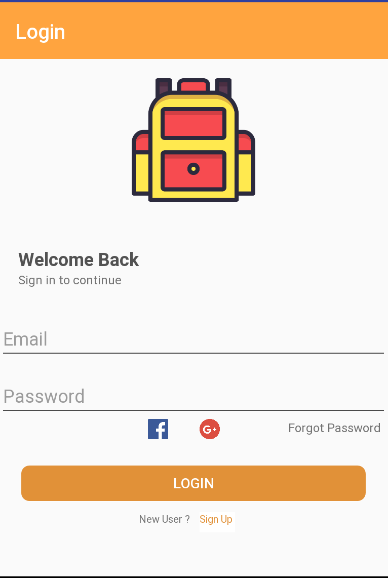 Login
Welcome Back
Sign in to continue
Email
Password
f G+ Forgot Password
LOGIN
New User ? Sign Up